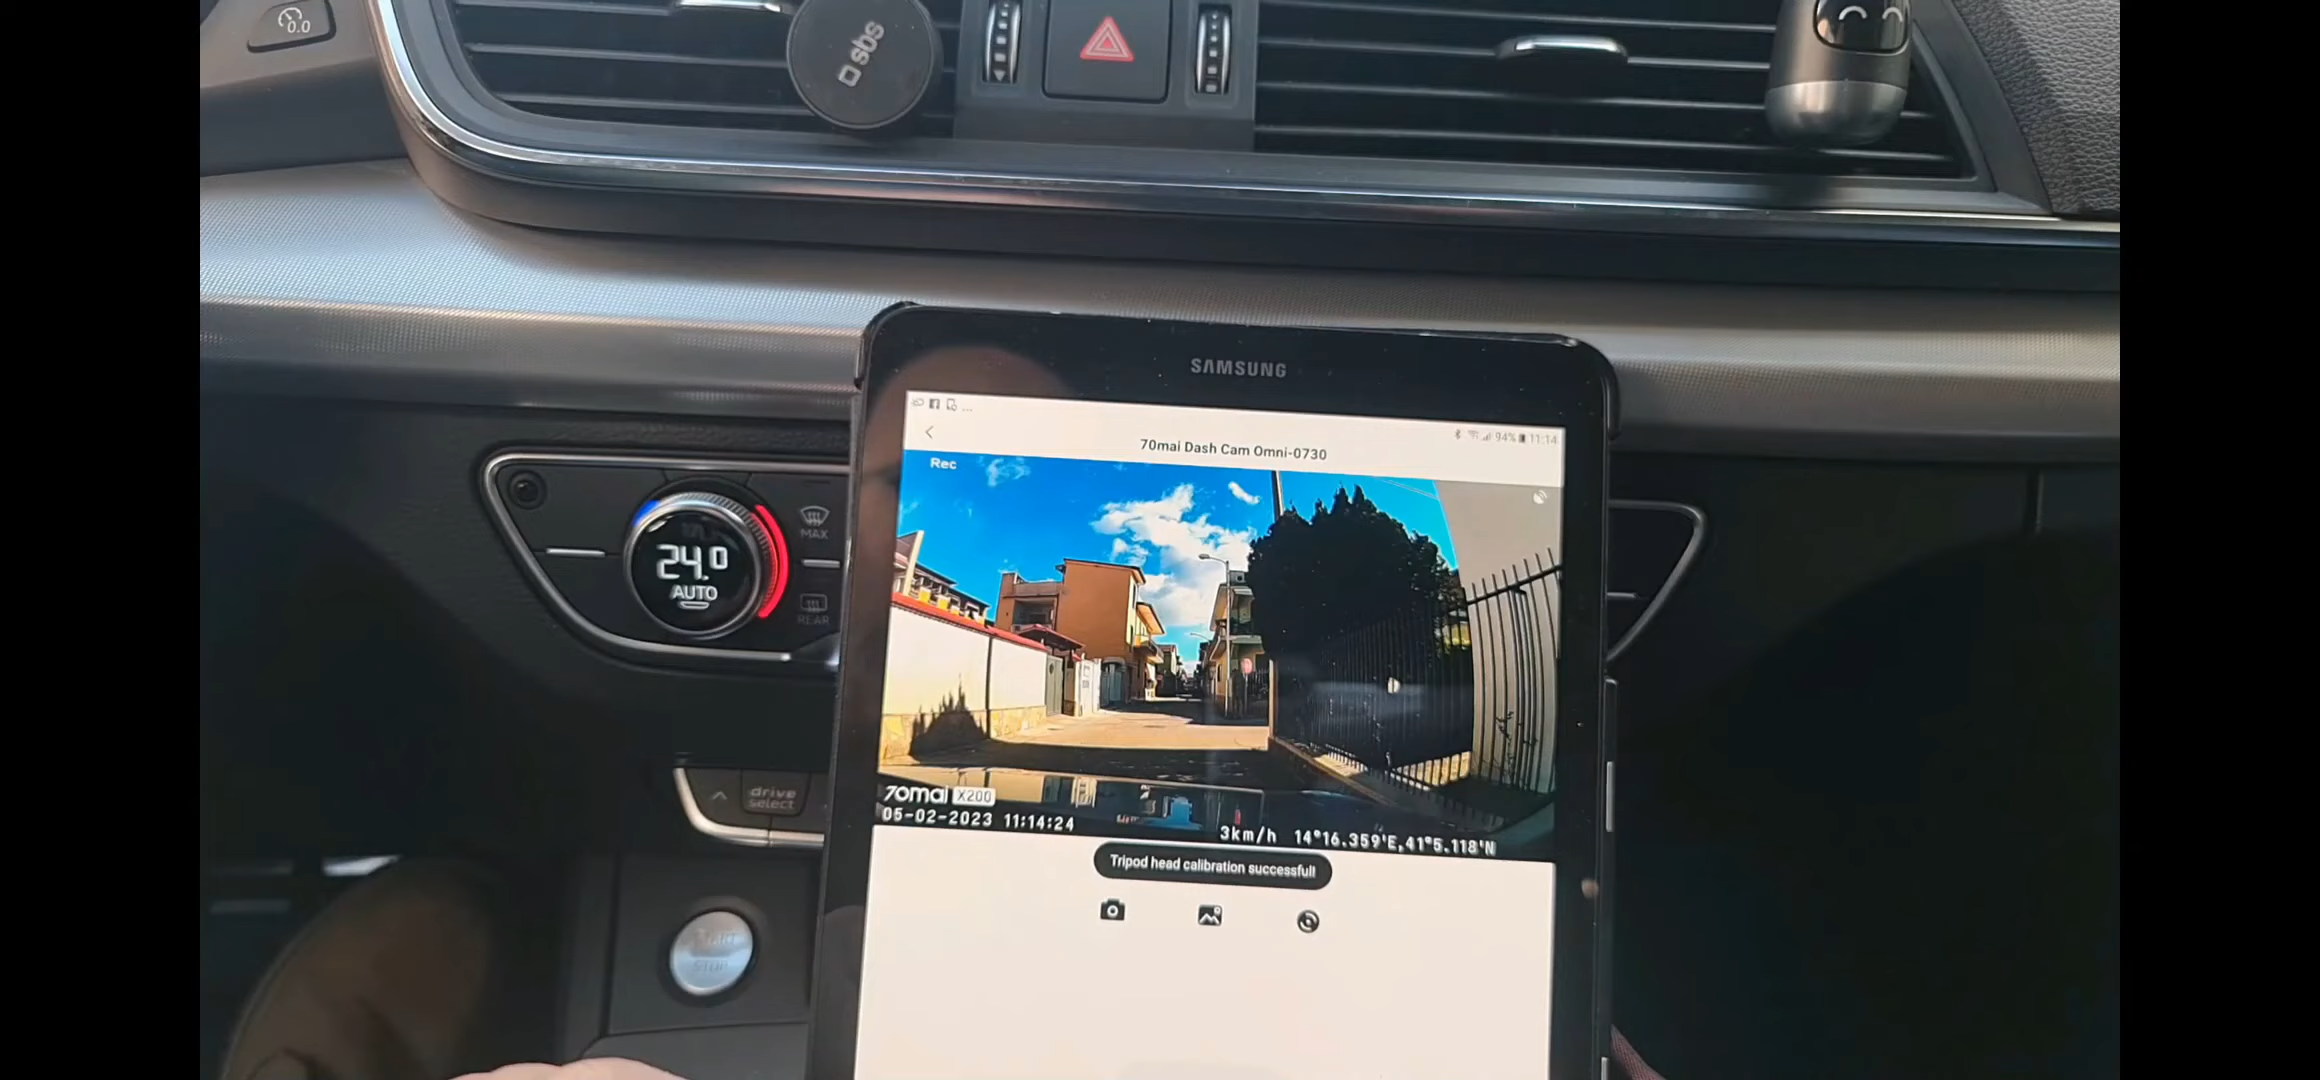 0.0
sbs
SAMSUNG
94% 11:14
70mai Dash Cam Omni-0730
Rec
MAX
24.0
AUTO
REAR
drive
select
70mai X200
05-02-2023 11:14:24
3km/h 14°16.359'E,41°5.118'N
Tripod head calibration successful!
STOP